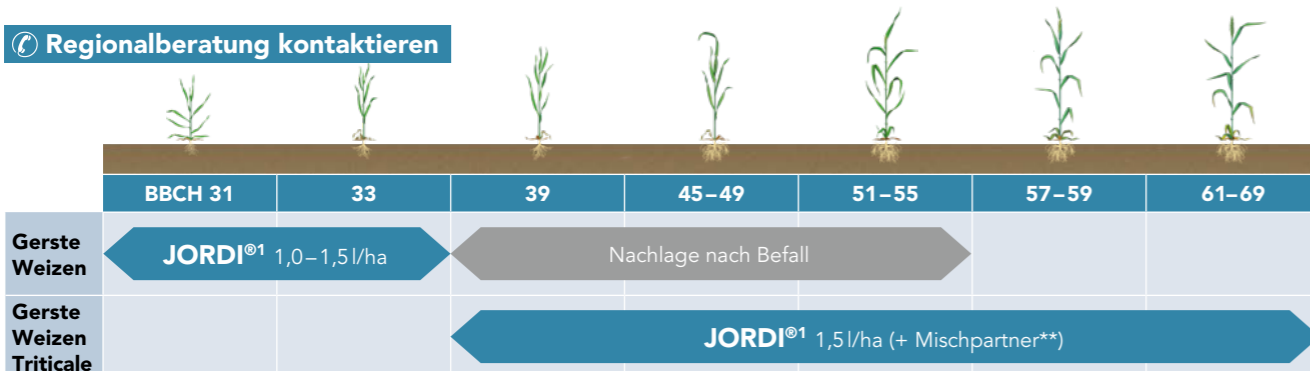 ✆ Regionalberatung kontaktieren
BBCH 31 33 39 45–49 51–55 57–59 61–69
Gerste
Weizen
JORDI®¹ 1,0–1,5 l/ha
Nachlage nach Befall
Gerste
Weizen
Triticale
JORDI®¹ 1,5 l/ha (+ Mischpartner**)